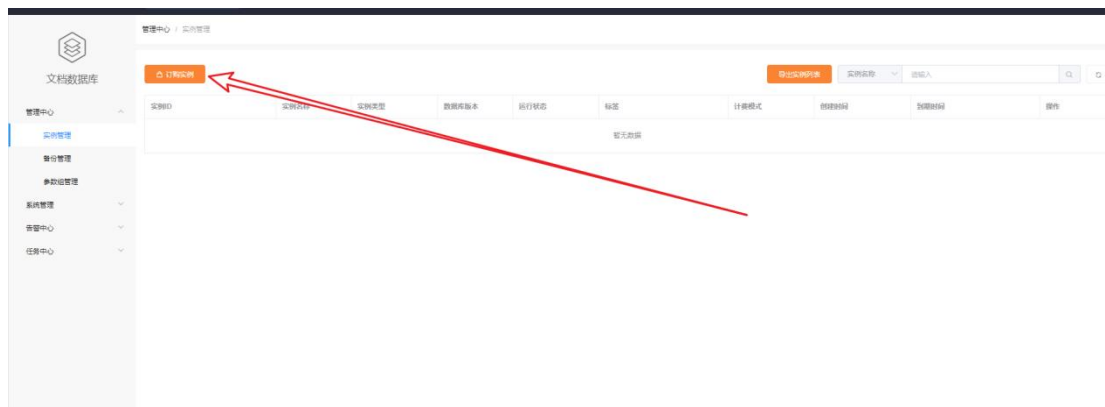 管理中心 / 实例管理
文档数据库
订购实例
导出实例列表
实例名称
请输入
管理中心
实例ID
实例名称
实例类型
数据库版本
运行状态
标签
计费模式
创建时间
到期时间
操作
实例管理
暂无数据
备份管理
参数组管理
系统管理
告警中心
任务中心